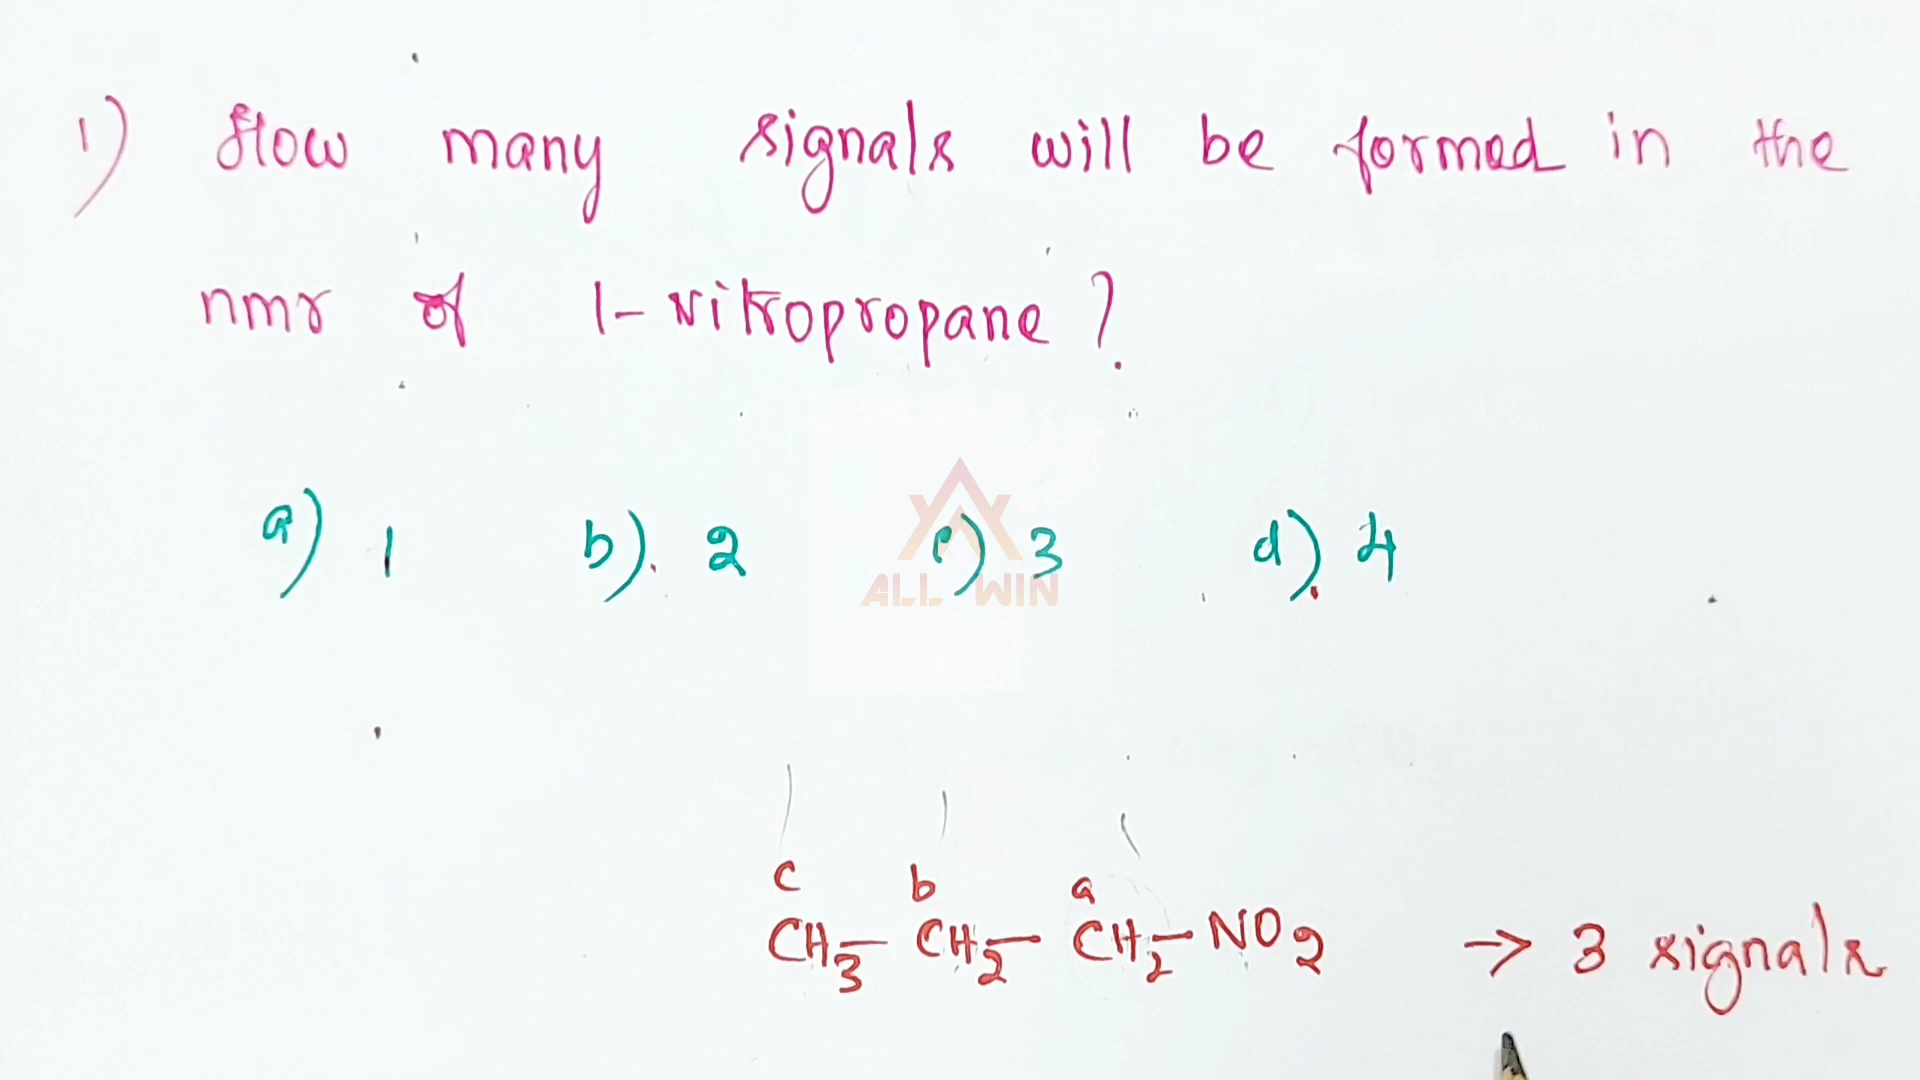 1) How many signals will be formed in the
nmr of 1-Nitropropane?
a) 1 b). 2 c) 3 d). 4
ALL WIN
c b a
CH3- CH2- CH2-NO2 → 3 signals